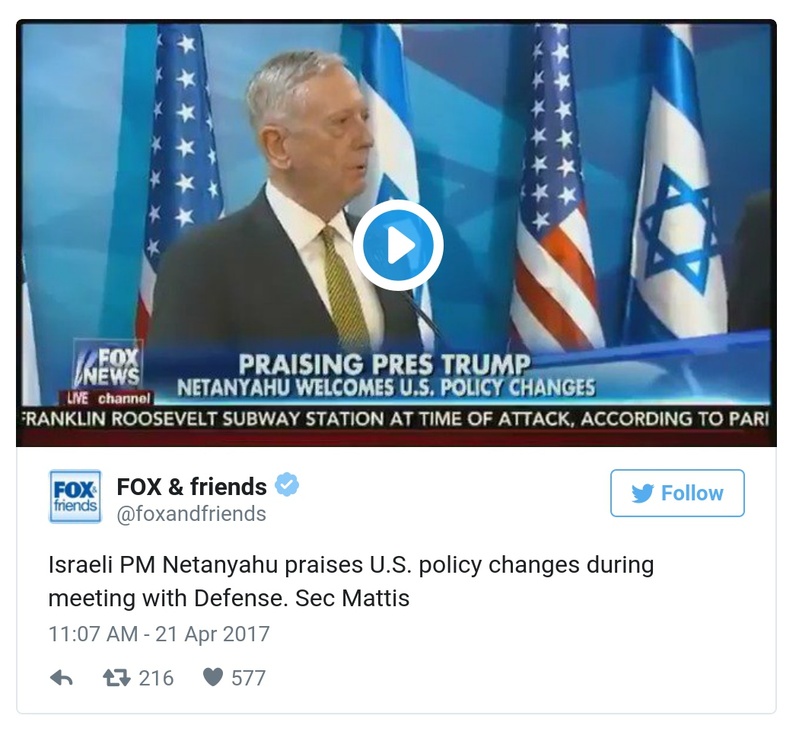 PRAISING PRES TRUMP
NETANYAHU WELCOMES U.S. POLICY CHANGES
FOX
NEWS
LIVE channel
FRANKLIN ROOSEVELT SUBWAY STATION AT TIME OF ATTACK, ACCORDING TO PARI
FOX&
friends
FOX & friends
@foxandfriends
Follow
Israeli PM Netanyahu praises U.S. policy changes during
meeting with Defense. Sec Mattis
11:07 AM - 21 Apr 2017
216
577